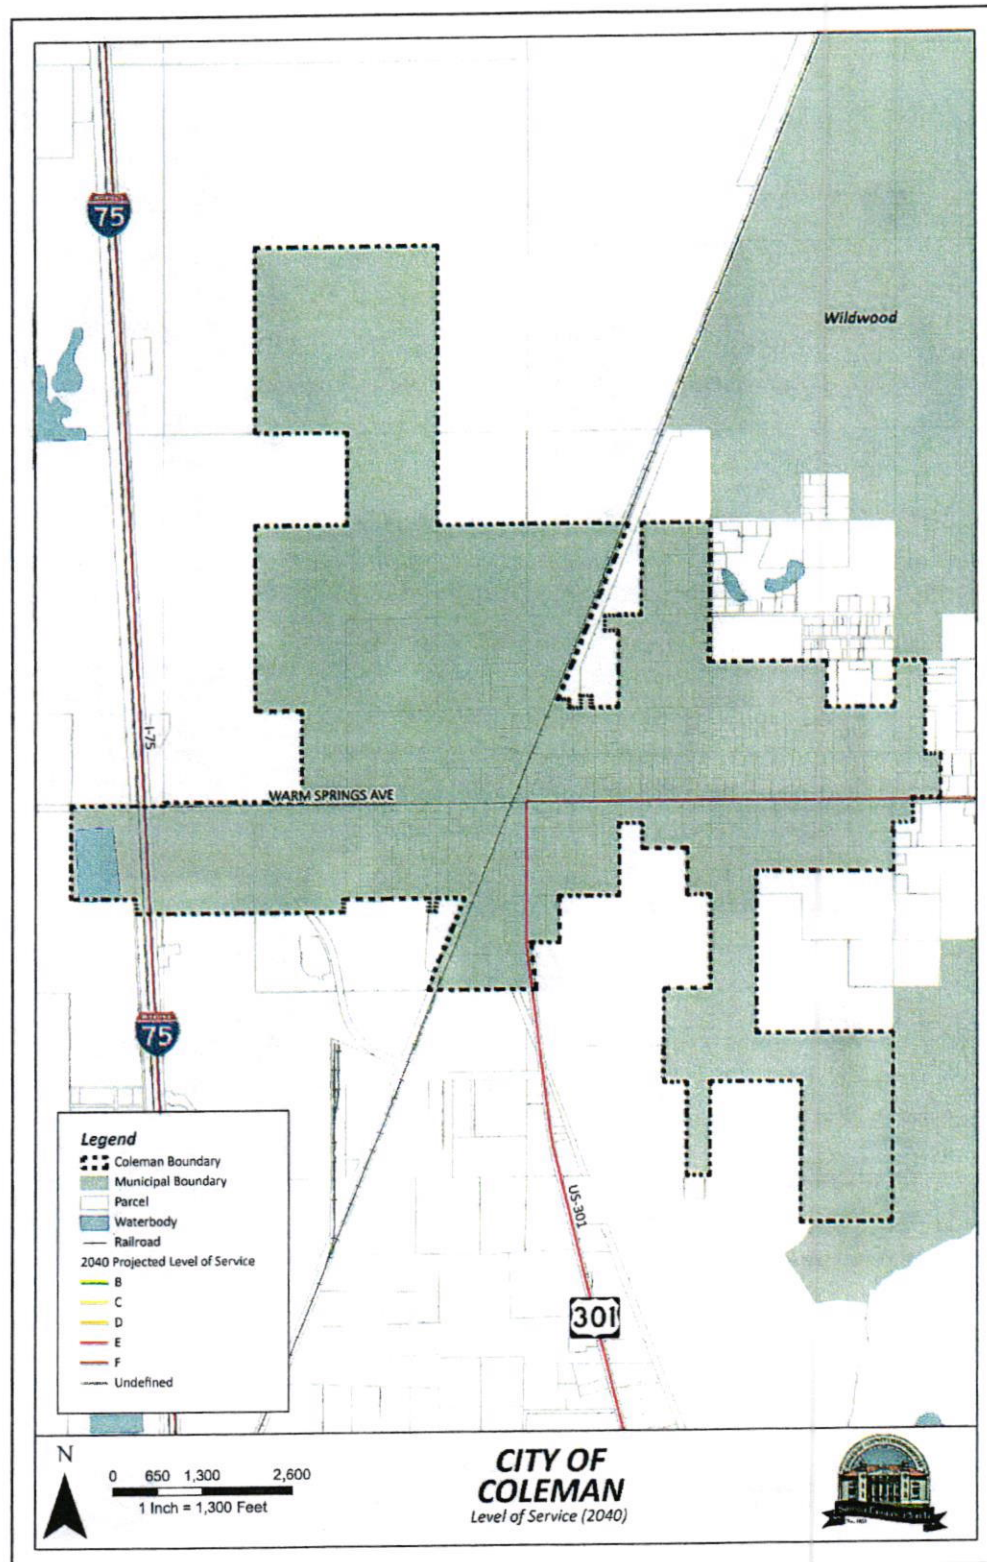 75
Wildwood
I-75
WARM SPRINGS AVE
75
US-301
301
Legend
Coleman Boundary
Municipal Boundary
Parcel
Waterbody
Railroad
2040 Projected Level of Service
B
C
D
E
F
Undefined
N
0 650 1,300 2,600
1 Inch = 1,300 Feet
CITY OF
COLEMAN
Level of Service (2040)